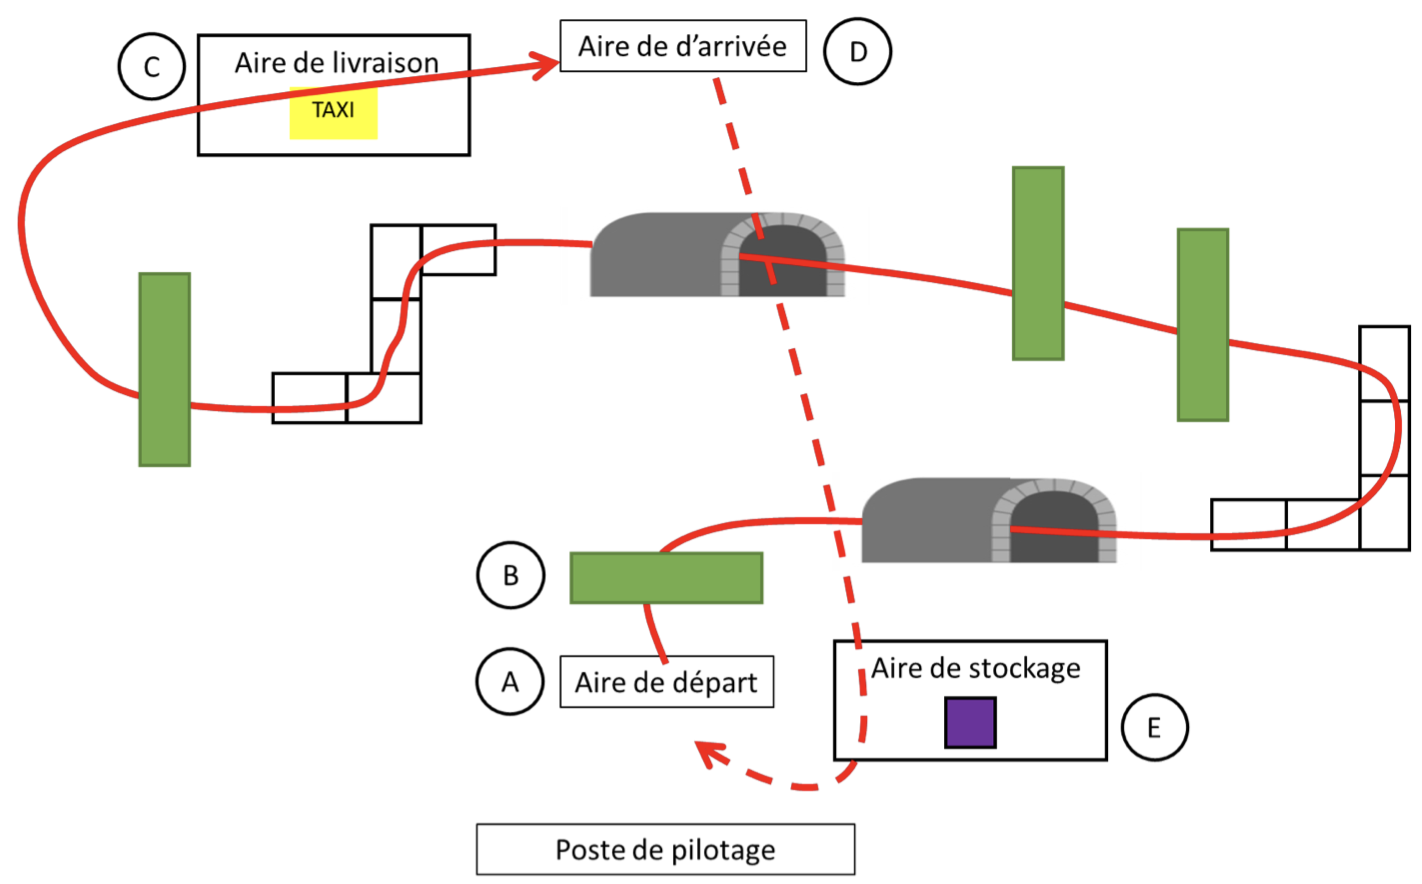 C
Aire de livraison
TAXI
Aire de d’arrivée
D
B
A
Aire de départ
Aire de stockage
E
Poste de pilotage